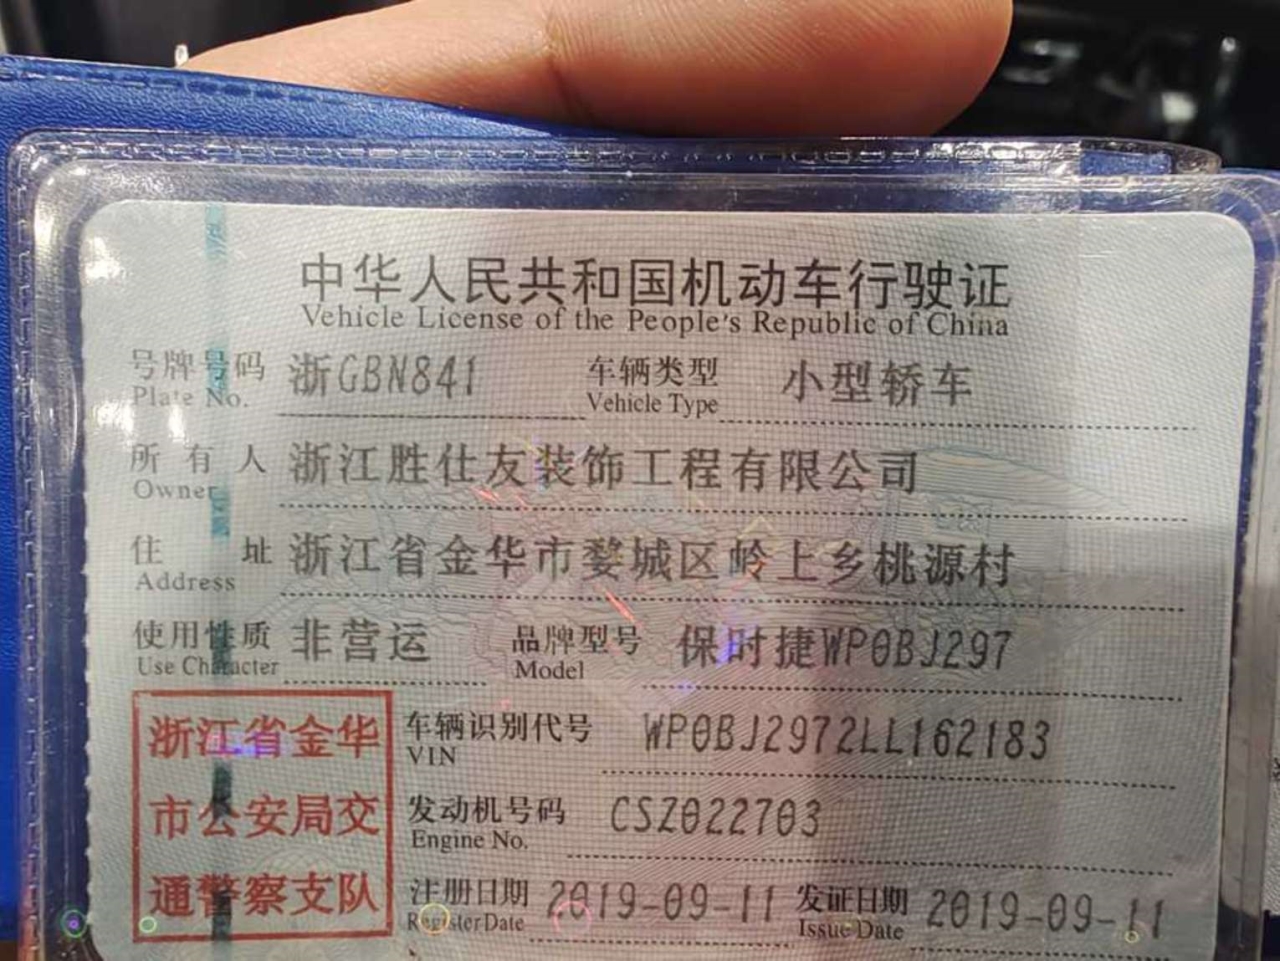 中华人民共和国机动车行驶证
Vehicle License of the People's Republic of China
号牌号码 浙GBN841 车辆类型 小型轿车
Plate No. Vehicle Type
所有人 浙江胜仕友装饰工程有限公司
Owner
住址 浙江省金华市婺城区岭上乡桃源村
Address
使用性质 非营运 品牌型号 保时捷WP0BJ297
Use Character Model
浙江省金华
市公安局交
通警察支队
车辆识别代号 WP0BJ2972LL162183
VIN
发动机号码 CSZ022703
Engine No.
注册日期 2019-09-11 发证日期 2019-09-11
Register Date Issue Date